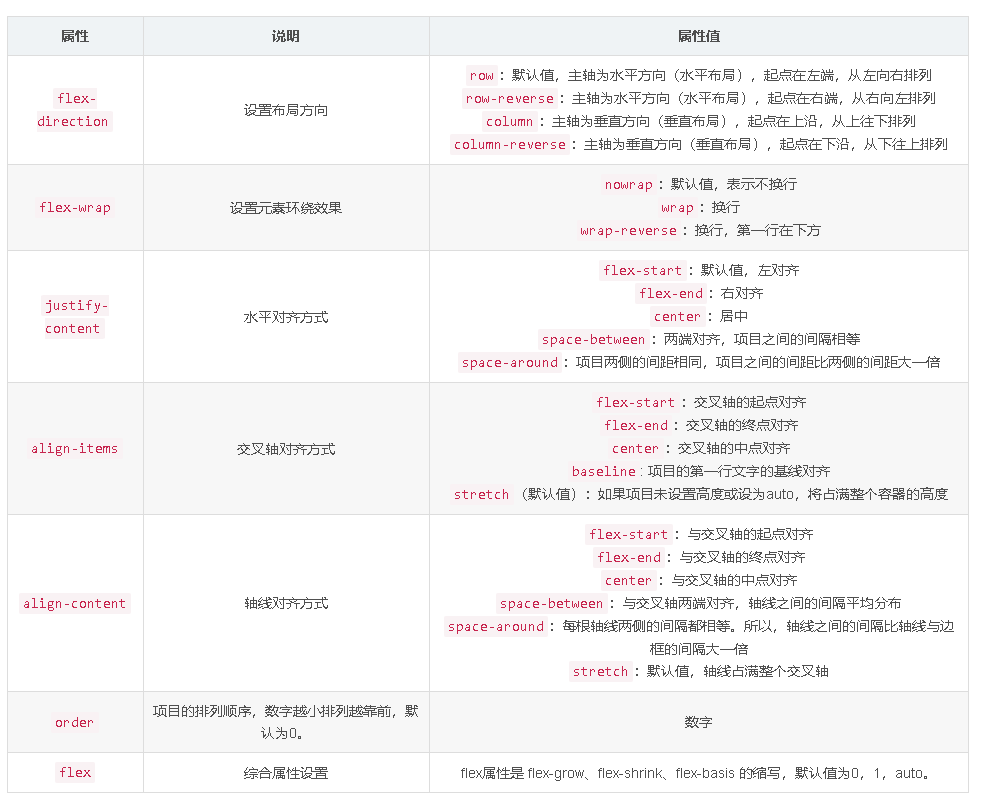 属性 说明 属性值
flex-direction
设置布局方向
row：默认值，主轴为水平方向（水平布局），起点在左端，从左向右排列
row-reverse：主轴为水平方向（水平布局），起点在右端，从右向左排列
column：主轴为垂直方向（垂直布局），起点在上沿，从上往下排列
column-reverse：主轴为垂直方向（垂直布局），起点在下沿，从下往上排列
flex-wrap
设置元素环绕效果
nowrap：默认值，表示不换行
wrap：换行
wrap-reverse：换行，第一行在下方
justify-content
水平对齐方式
flex-start：默认值，左对齐
flex-end：右对齐
center：居中
space-between：两端对齐，项目之间的间隔相等
space-around：项目两侧的间距相同，项目之间的间距比两侧的间距大一倍
align-items
交叉轴对齐方式
flex-start：交叉轴的起点对齐
flex-end：交叉轴的终点对齐
center：交叉轴的中点对齐
baseline:项目的第一行文字的基线对齐
stretch（默认值）：如果项目未设置高度或设为auto，将占满整个容器的高度
align-content
轴线对齐方式
flex-start：与交叉轴的起点对齐
flex-end：与交叉轴的终点对齐
center：与交叉轴的中点对齐
space-between：与交叉轴两端对齐，轴线之间的间隔平均分布
space-around：每根轴线两侧的间隔都相等。所以，轴线之间的间隔比轴线与边
框的间隔大一倍
stretch：默认值，轴线占满整个交叉轴
order
项目的排列顺序，数字越小排列越靠前，默
认为0。
数字
flex
综合属性设置
flex属性是 flex-grow、flex-shrink、flex-basis 的缩写，默认值为0，1，auto。